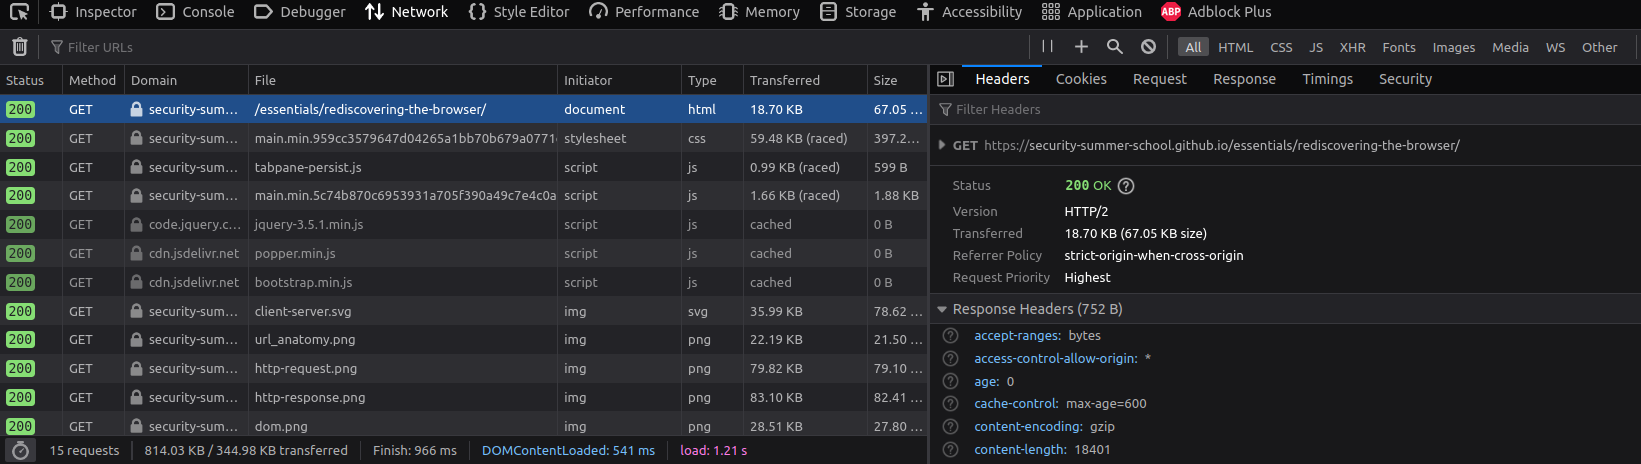 Inspector Console Debugger Network Style Editor Performance Memory Storage Accessibility Application ABP Adblock Plus
Filter URLs All HTML CSS JS XHR Fonts Images Media WS Other
Status Method Domain File Initiator Type Transferred Size
200 GET security-sum… /essentials/rediscovering-the-browser/ document html 18.70 KB 67.05 …
200 GET security-sum… main.min.959cc3579647d04265a1bb70b679a0771 stylesheet css 59.48 KB (raced) 397.2…
200 GET security-sum… tabpane-persist.js script js 0.99 KB (raced) 599 B
200 GET security-sum… main.min.5c74b870c6953931a705f390a49c7e4c0a script js 1.66 KB (raced) 1.88 KB
200 GET code.jquery.c… jquery-3.5.1.min.js script js cached 0 B
200 GET cdn.jsdelivr.net popper.min.js script js cached 0 B
200 GET cdn.jsdelivr.net bootstrap.min.js script js cached 0 B
200 GET security-sum… client-server.svg img svg 35.99 KB 78.62 …
200 GET security-sum… url_anatomy.png img png 22.19 KB 21.50 …
200 GET security-sum… http-request.png img png 79.82 KB 79.10 …
200 GET security-sum… http-response.png img png 83.10 KB 82.41 …
200 GET security-sum… dom.png img png 28.51 KB 27.80 …
15 requests 814.03 KB / 344.98 KB transferred Finish: 966 ms DOMContentLoaded: 541 ms load: 1.21 s
Headers Cookies Request Response Timings Security
Filter Headers
GET https://security-summer-school.github.io/essentials/rediscovering-the-browser/
Status 200 OK ?
Version HTTP/2
Transferred 18.70 KB (67.05 KB size)
Referrer Policy strict-origin-when-cross-origin
Request Priority Highest
Response Headers (752 B)
? accept-ranges: bytes
? access-control-allow-origin: *
? age: 0
? cache-control: max-age=600
? content-encoding: gzip
? content-length: 18401